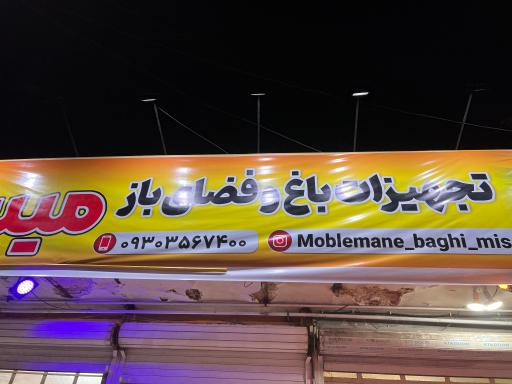 تجهیزات باغ و فضای باز
۰۹۳۰۳۵۶۷۴۰۰
Moblemane_baghi_mis